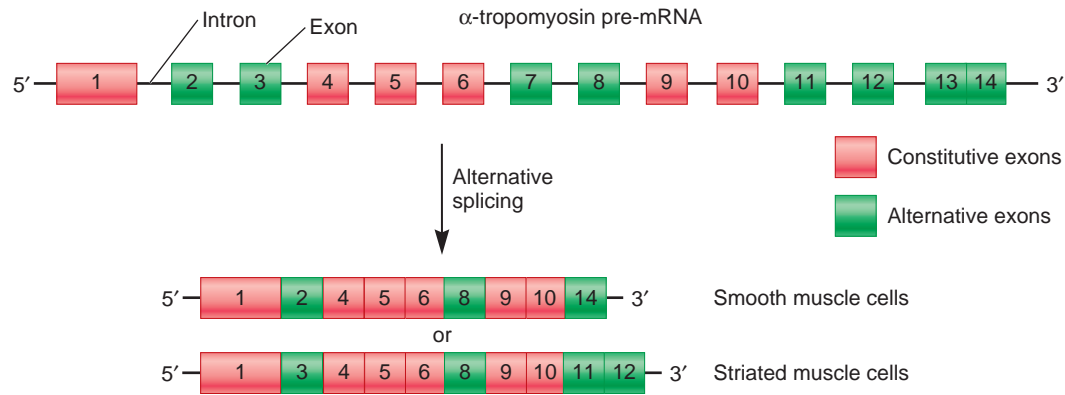 α-tropomyosin pre-mRNA
Intron
Exon
5′ 1 2 3 4 5 6 7 8 9 10 11 12 13 14 3′
Constitutive exons
Alternative exons
Alternative
splicing
5′ 1 2 4 5 6 8 9 10 14 3′ Smooth muscle cells
or
5′ 1 3 4 5 6 8 9 10 11 12 3′ Striated muscle cells